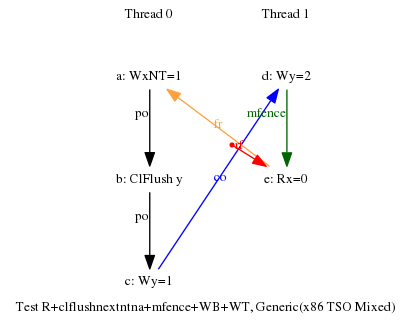 Thread 0 Thread 1
a: WxNT=1 d: Wy=2
po mfence
fr
rf
b: ClFlush y e: Rx=0
co
po
c: Wy=1
Test R+clflushnextntna+mfence+WB+WT, Generic(x86 TSO Mixed)